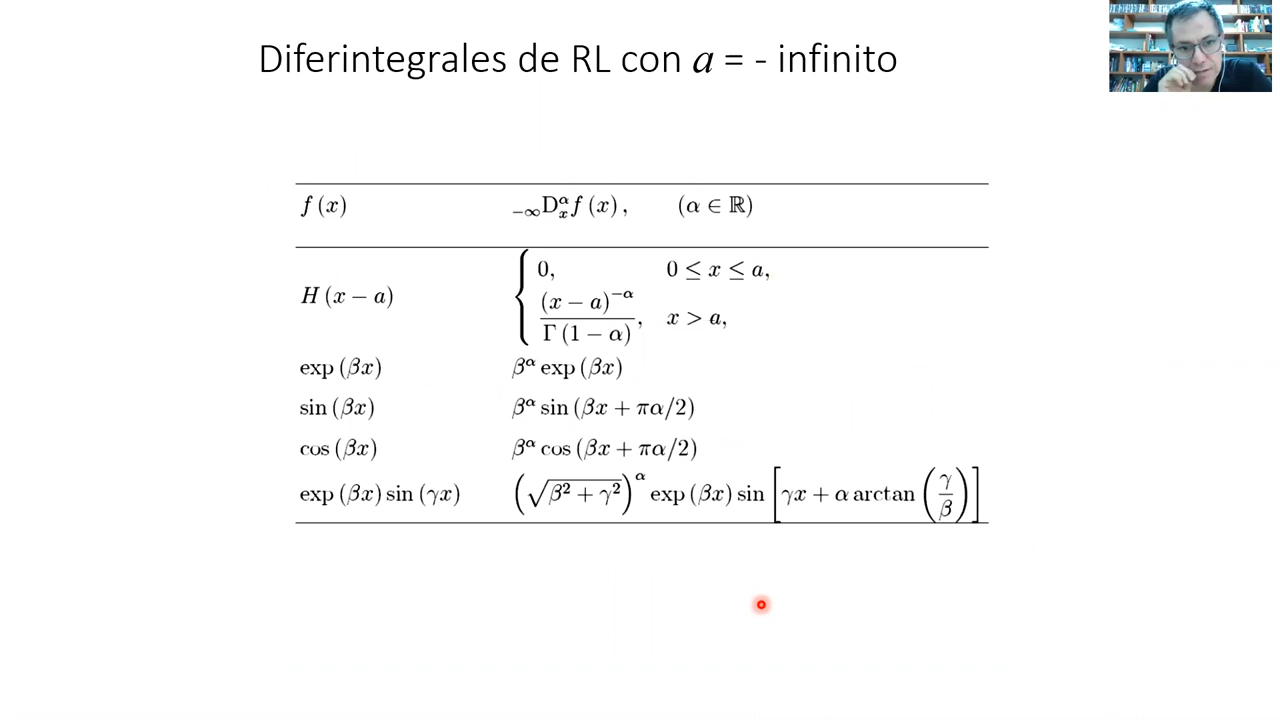 Diferintegrales de RL con a = - infinito
f (x) ₋∞Dₓᵅ f (x) , (α ∈ ℝ)
H (x − a) { 0, 0 ≤ x ≤ a,
(x − a)^{−α} / Γ (1 − α) , x > a,
exp (βx) β^α exp (βx)
sin (βx) β^α sin (βx + πα/2)
cos (βx) β^α cos (βx + πα/2)
exp (βx) sin (γx) (√(β² + γ²))^α exp (βx) sin [γx + α arctan (γ/β)]